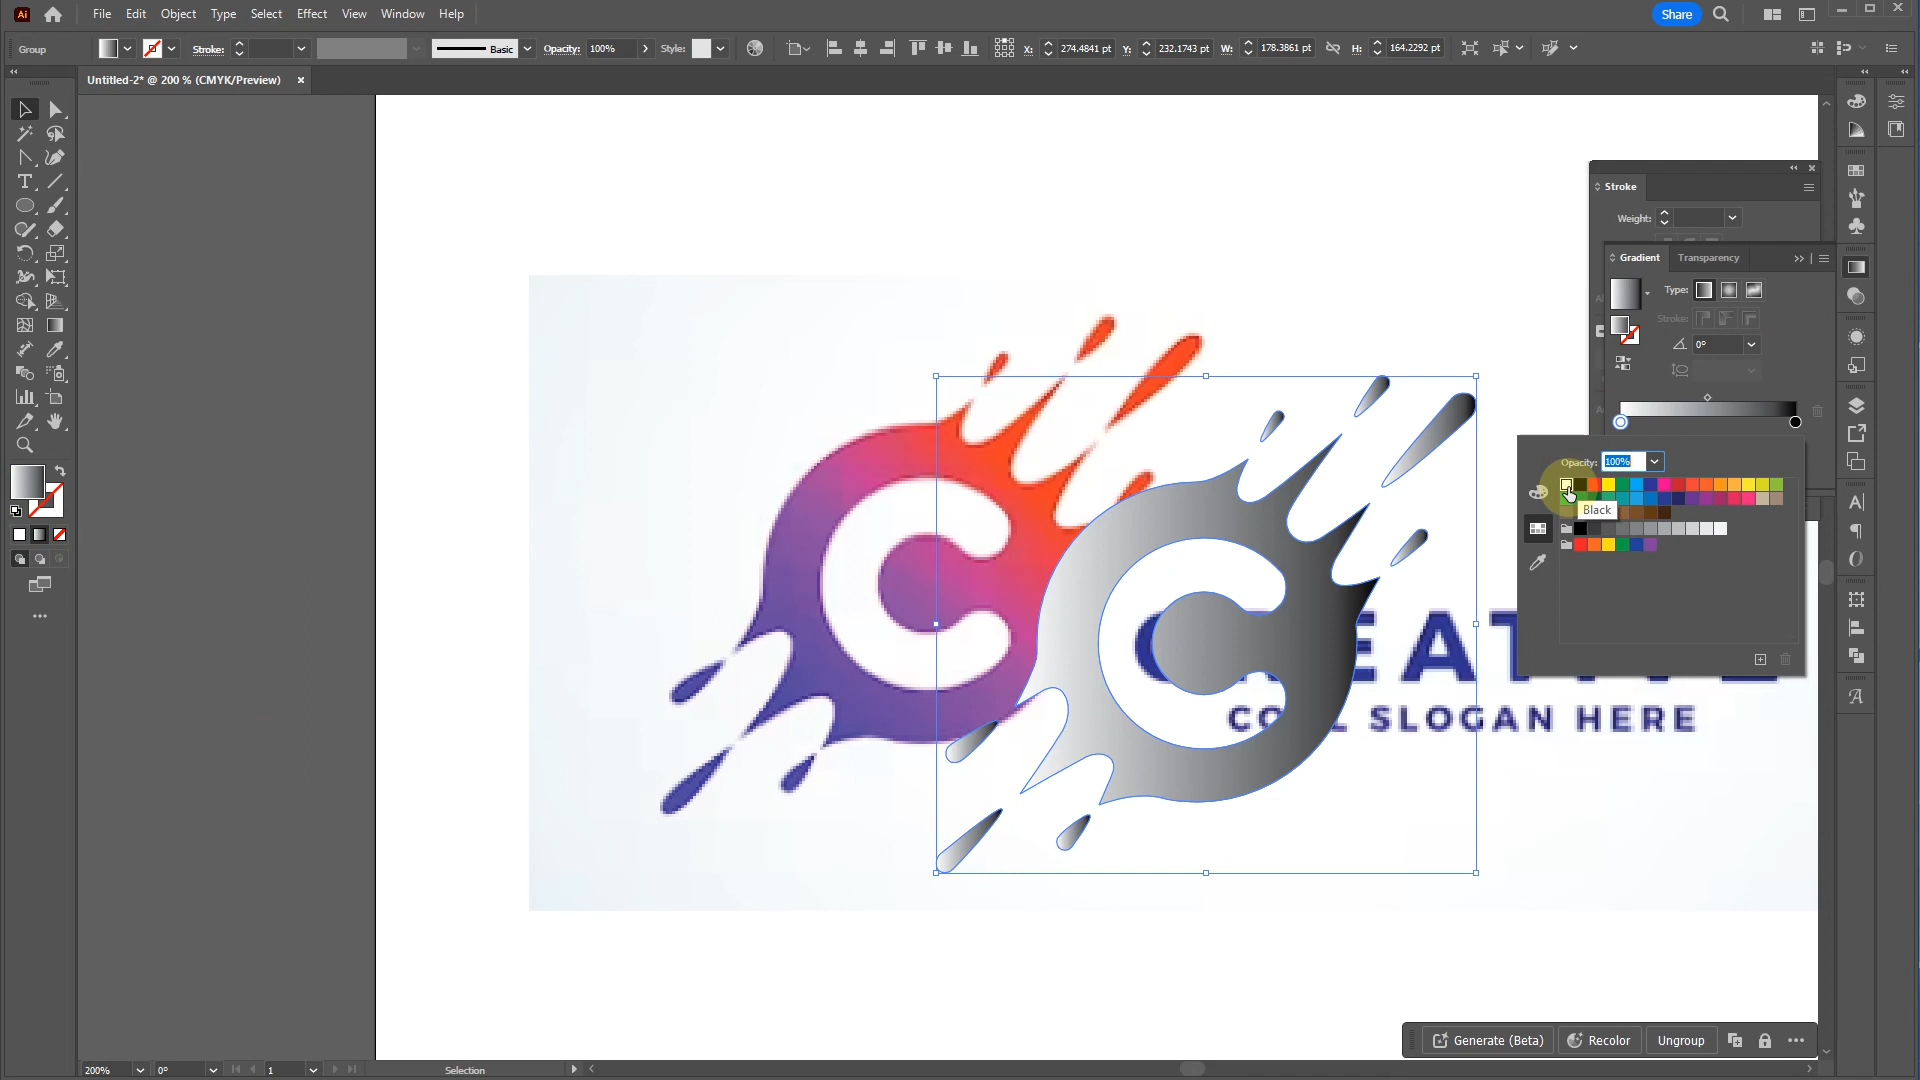 Ai File Edit Object Type Select Effect View Window Help Share
Group Stroke: Basic Opacity: 100% Style: X: 274.4841 pt Y: 232.1743 pt W: 178.3861 pt H: 164.2292 pt
Untitled-2* @ 200 % (CMYK/Preview)
Stroke
Weight:
Gradient Transparency
Type:
Stroke:
0°
Opacity: 100%
Black
SLOGAN HERE
Generate (Beta) Recolor Ungroup
200% 0° 1 Selection